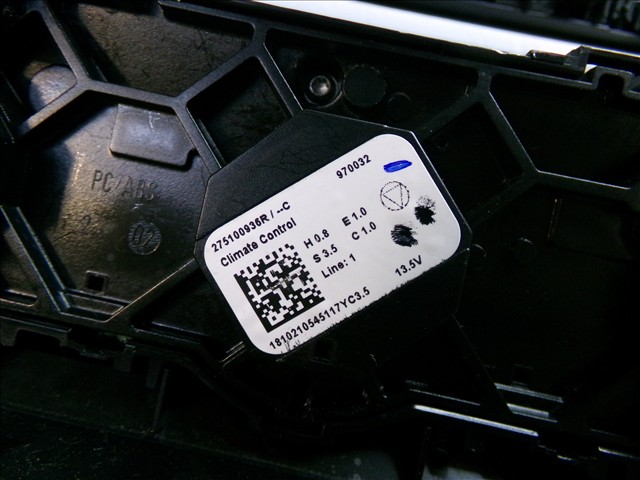 PC/ABS
02
970032
275100936R / --C
Climate Control
H 0.8 E 1.0
S 3.5 C 1.0
Line: 1
13.5V
1810210545117YC3.5